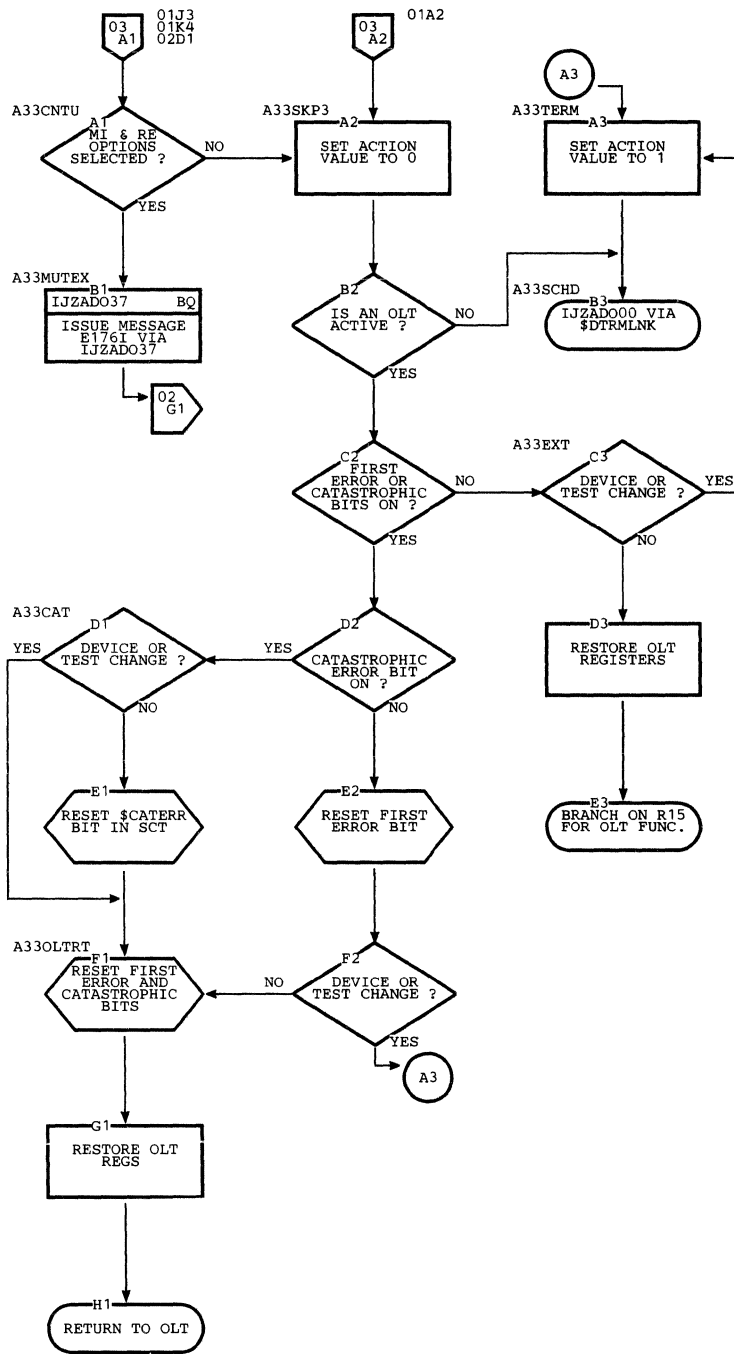 03
A1
01J3
01K4
02D1
03
A2
01A2
A3
A33CNTU
A1
MI & RE
OPTIONS
SELECTED ?
NO
YES
A33SKP3
A2
SET ACTION
VALUE TO 0
A33TERM
A3
SET ACTION
VALUE TO 1
A33MUTEX
B1
IJZADO37 BQ
ISSUE MESSAGE
E176I VIA
IJZADO37
02
G1
B2
IS AN OLT
ACTIVE ?
NO
YES
A33SCHD
B3
IJZADO00 VIA
$DTRMLNK
C2
FIRST
ERROR OR
CATASTROPHIC
BITS ON ?
NO
YES
A33EXT
C3
DEVICE OR
TEST CHANGE ?
YES
NO
A33CAT
D1
DEVICE OR
TEST CHANGE ?
YES
NO
D2
CATASTROPHIC
ERROR BIT
ON ?
YES
NO
D3
RESTORE OLT
REGISTERS
E1
RESET $CATERR
BIT IN SCT
E2
RESET FIRST
ERROR BIT
E3
BRANCH ON R15
FOR OLT FUNC.
A33OLTRT
F1
RESET FIRST
ERROR AND
CATASTROPHIC
BITS
F2
DEVICE OR
TEST CHANGE ?
NO
YES
A3
G1
RESTORE OLT
REGS
H1
RETURN TO OLT